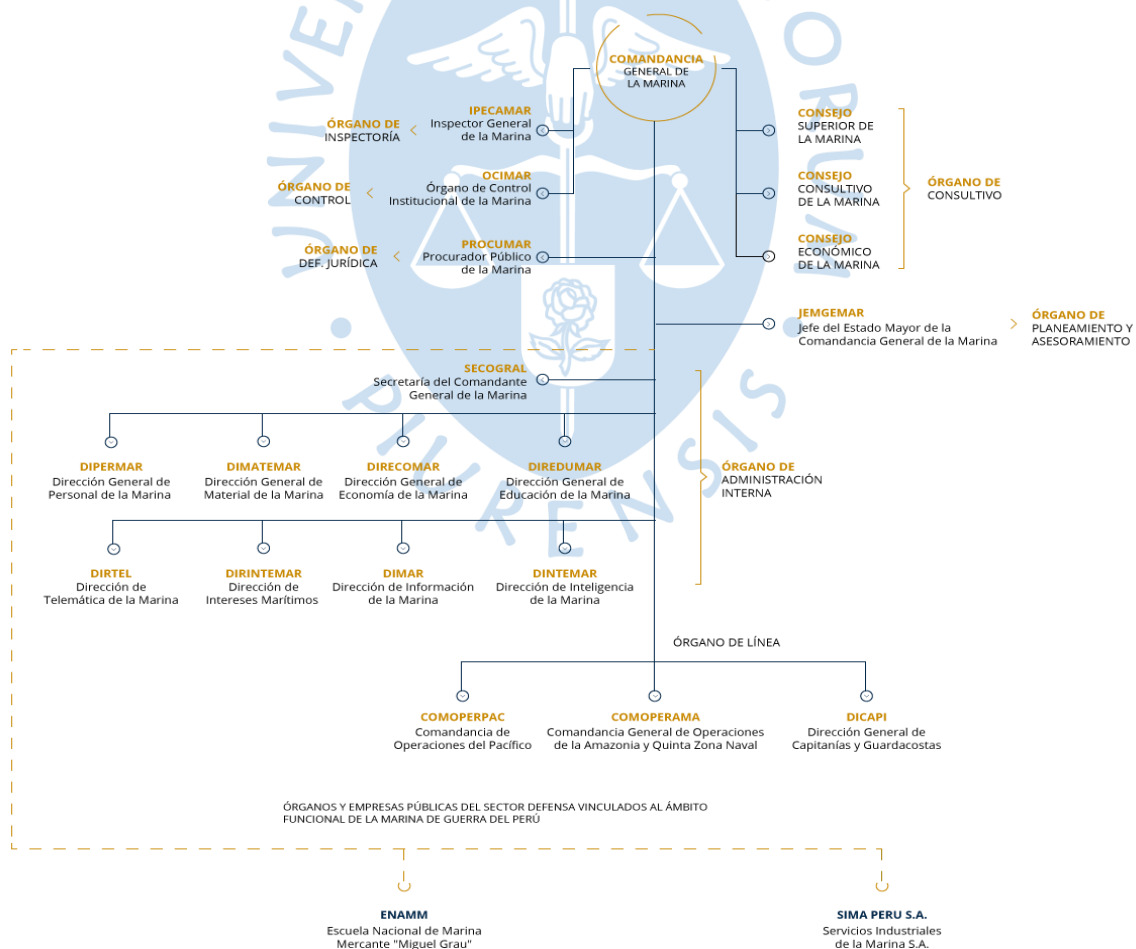 COMANDANCIA
GENERAL DE
LA MARINA
IPECAMAR
Inspector General
de la Marina
ÓRGANO DE
INSPECTORÍA
OCIMAR
Órgano de Control
Institucional de la Marina
ÓRGANO DE
CONTROL
PROCUMAR
Procurador Público
de la Marina
ÓRGANO DE
DEF. JURÍDICA
CONSEJO
SUPERIOR DE
LA MARINA
CONSEJO
CONSULTIVO
DE LA MARINA
CONSEJO
ECONÓMICO
DE LA MARINA
ÓRGANO DE
CONSULTIVO
JEMGEMAR
Jefe del Estado Mayor de la
Comandancia General de la Marina
ÓRGANO DE
PLANEAMIENTO Y
ASESORAMIENTO
SECOGRAL
Secretaría del Comandante
General de la Marina
DIPERMAR
Dirección General de
Personal de la Marina
DIMATEMAR
Dirección General de
Material de la Marina
DIRECOMAR
Dirección General de
Economía de la Marina
DIREDUMAR
Dirección General de
Educación de la Marina
ÓRGANO DE
ADMINISTRACIÓN
INTERNA
DIRTEL
Dirección de
Telemática de la Marina
DIRINTEMAR
Dirección de
Intereses Marítimos
DIMAR
Dirección de Información
de la Marina
DINTEMAR
Dirección de Inteligencia
de la Marina
ÓRGANO DE LÍNEA
COMOPERPAC
Comandancia de
Operaciones del Pacífico
COMOPERAMA
Comandancia General de Operaciones
de la Amazonia y Quinta Zona Naval
DICAPI
Dirección General de
Capitanías y Guardacostas
ÓRGANOS Y EMPRESAS PÚBLICAS DEL SECTOR DEFENSA VINCULADOS AL ÁMBITO
FUNCIONAL DE LA MARINA DE GUERRA DEL PERÚ
ENAMM
Escuela Nacional de Marina
Mercante "Miguel Grau"
SIMA PERU S.A.
Servicios Industriales
de la Marina S.A.
PIURENSIS